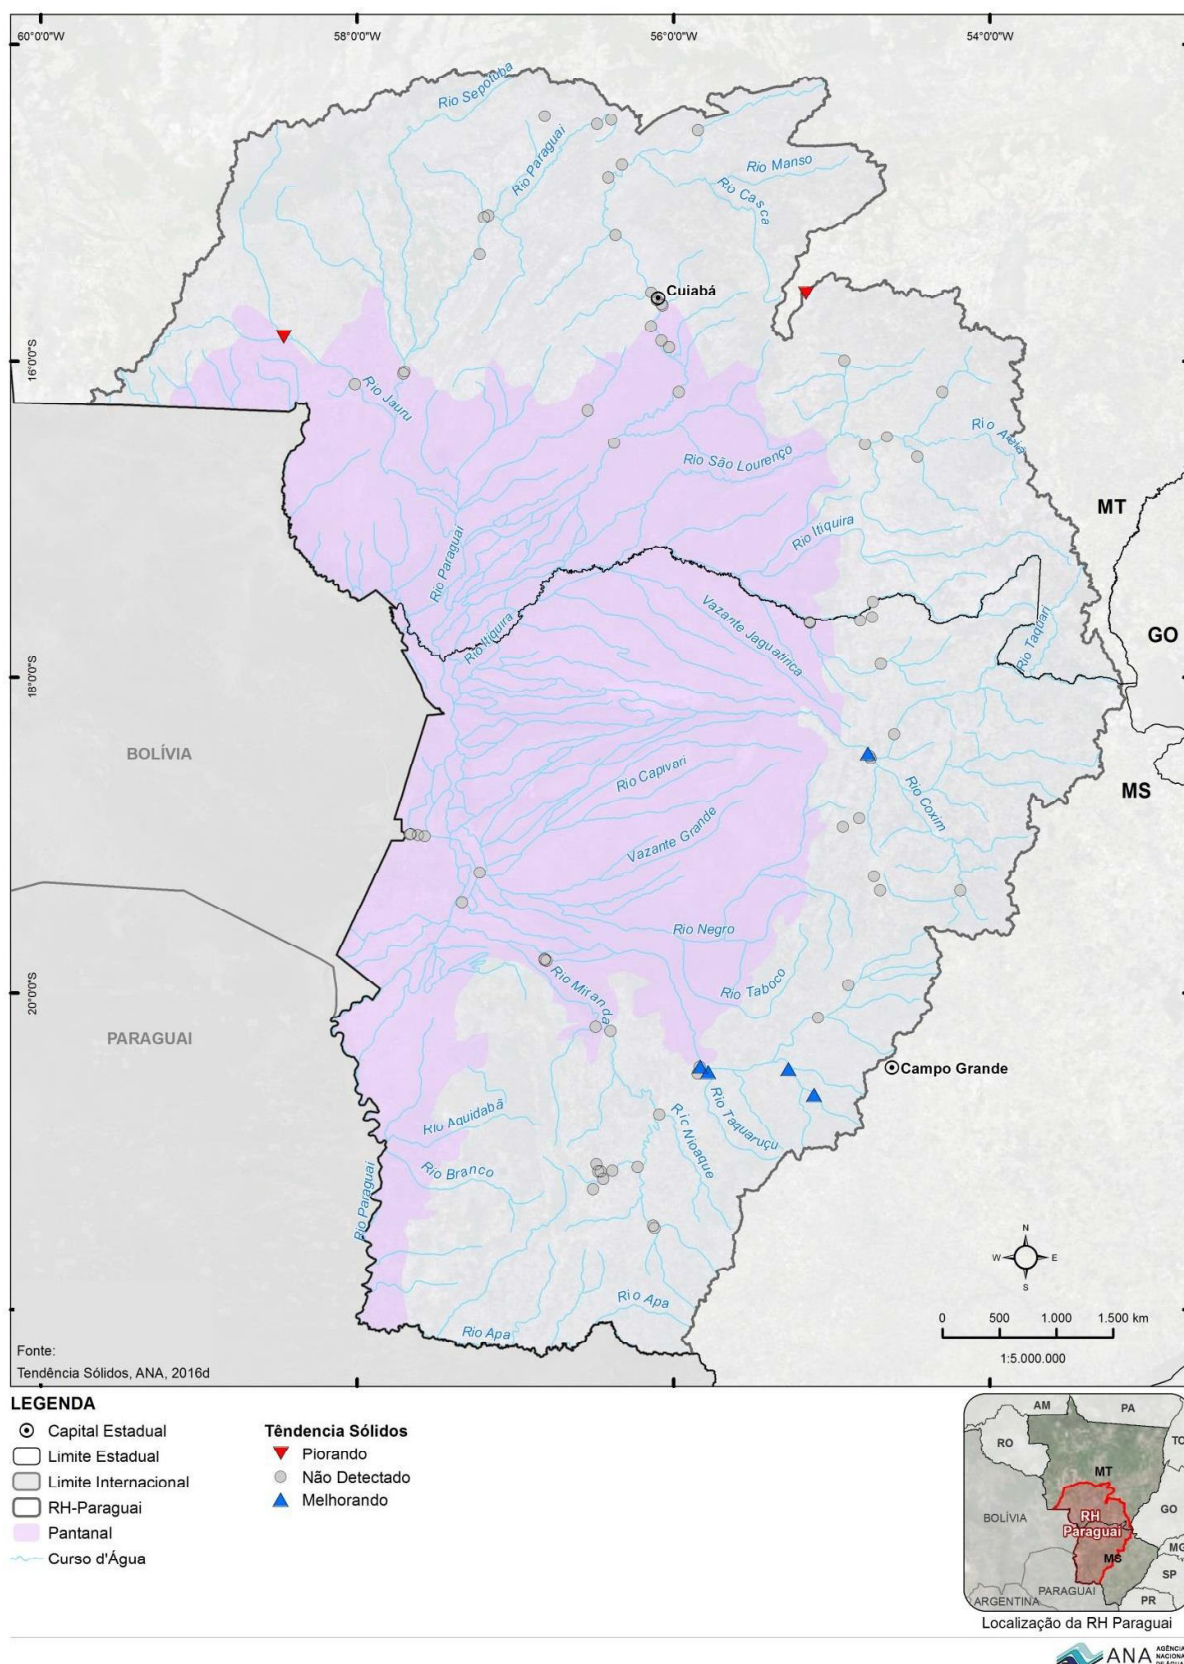 60°0'0"W
58°0'0"W
56°0'0"W
54°0'0"W
Rio Sepotuba
Rio Paraguai
Rio Manso
Rio Casca
Cuiabá
16°0'0"S
Rio Jauru
Rio Areia
Rio São Lourenço
MT
Rio Itiquira
Rio Paraguai
Vazante Jaguatirica
Rio Taquari
GO
Rio Itiquira
18°0'0"S
BOLÍVIA
Rio Capivari
MS
Rio Coxim
Vazante Grande
Rio Negro
Rio Miranda
Rio Taboco
20°0'0"S
PARAGUAI
Campo Grande
Rio Aquidabã
Rio Nioaque
Rio Taquaruçu
Rio Branco
Rio Paraguai
N
W
E
S
Rio Apa
Rio Apa
0 500 1.000 1.500 km
1:5.000.000
Fonte:
Tendência Sólidos, ANA, 2016d
LEGENDA
Capital Estadual
Limite Estadual
Limite Internacional
RH-Paraguai
Pantanal
Curso d'Água
Têndencia Sólidos
Piorando
Não Detectado
Melhorando
AM
PA
RO
TO
MT
GO
BOLÍVIA
RH
Paraguai
MS
MG
SP
PARAGUAI
ARGENTINA
PR
Localização da RH Paraguai
ANA
AGÊNCIA
NACIONAL